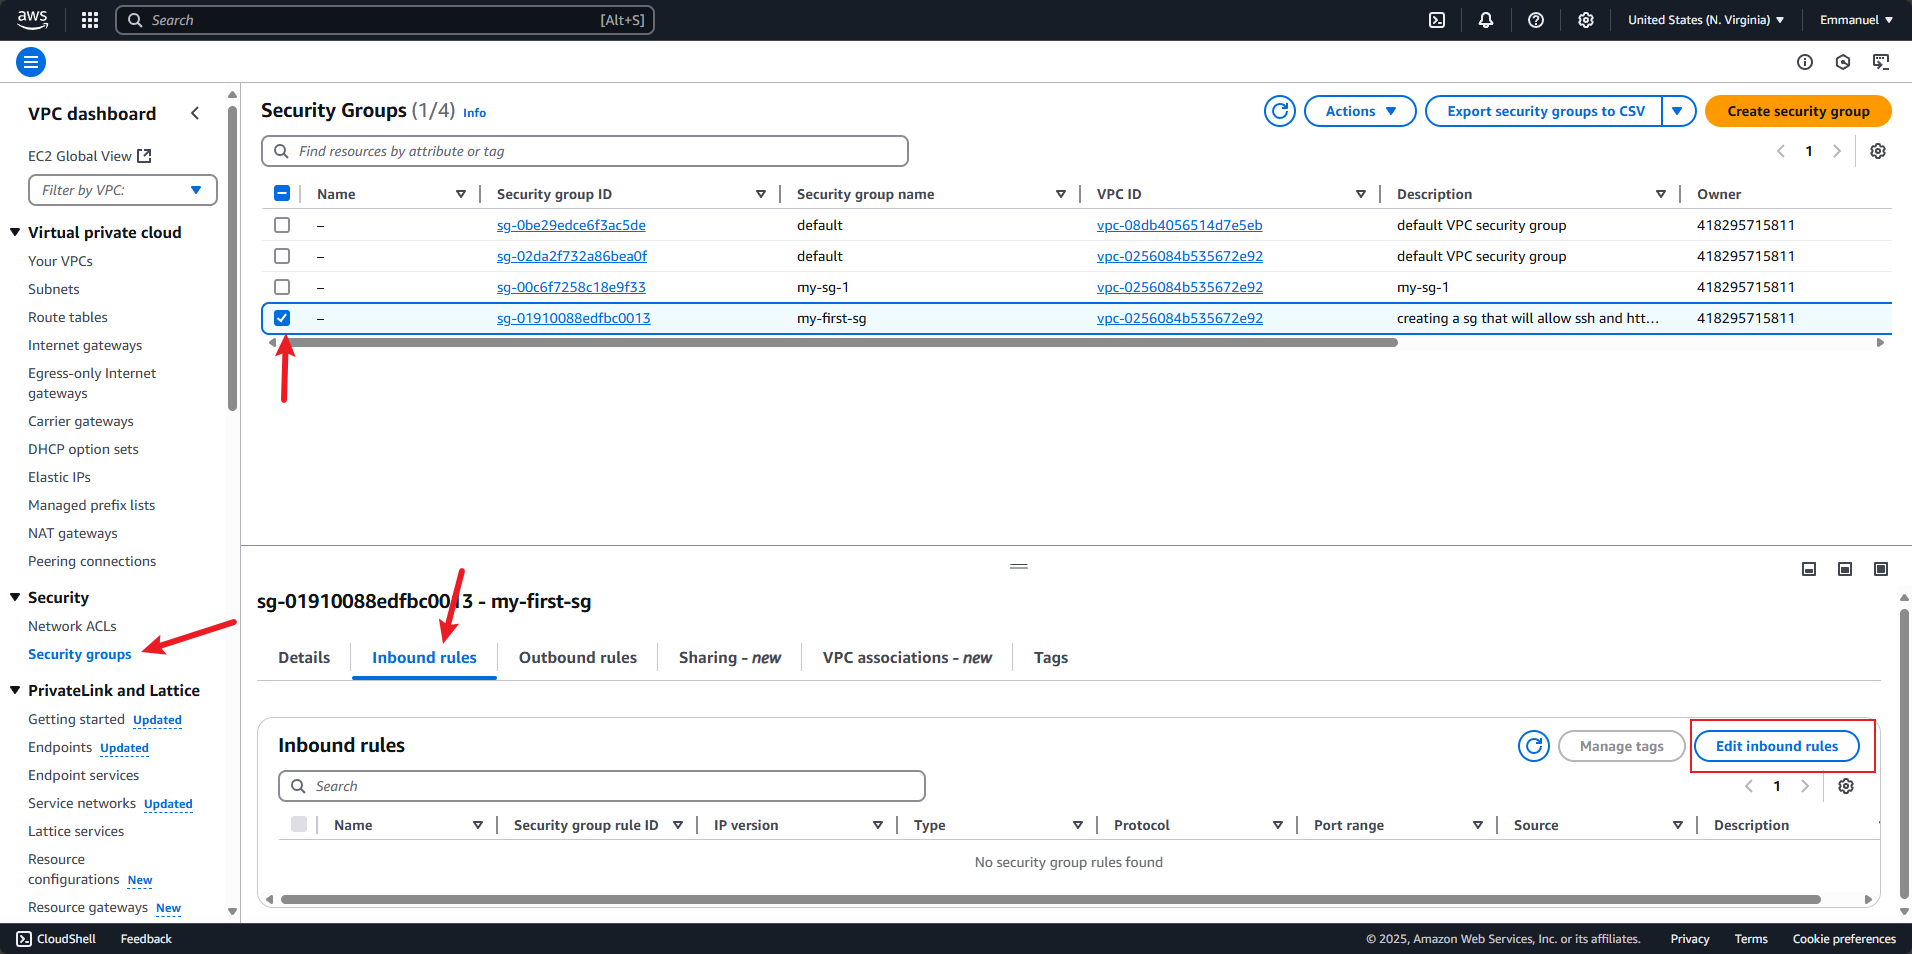 aws
Search [Alt+S]
United States (N. Virginia)
Emmanuel
VPC dashboard
EC2 Global View
Filter by VPC:
Virtual private cloud
Your VPCs
Subnets
Route tables
Internet gateways
Egress-only Internet
gateways
Carrier gateways
DHCP option sets
Elastic IPs
Managed prefix lists
NAT gateways
Peering connections
Security
Network ACLs
Security groups
PrivateLink and Lattice
Getting started Updated
Endpoints Updated
Endpoint services
Service networks Updated
Lattice services
Resource
configurations New
Resource gateways New
Security Groups (1/4) Info
Actions
Export security groups to CSV
Create security group
Find resources by attribute or tag
1
Name Security group ID Security group name VPC ID Description Owner
– sg-0be29edce6f3ac5de default vpc-08db4056514d7e5eb default VPC security group 418295715811
– sg-02da2f732a86bea0f default vpc-0256084b535672e92 default VPC security group 418295715811
– sg-00c6f7258c18e9f33 my-sg-1 vpc-0256084b535672e92 my-sg-1 418295715811
– sg-01910088edfbc0013 my-first-sg vpc-0256084b535672e92 creating a sg that will allow ssh and htt... 418295715811
sg-01910088edfbc0013 - my-first-sg
Details Inbound rules Outbound rules Sharing - new VPC associations - new Tags
Inbound rules
Manage tags
Edit inbound rules
Search
1
Name Security group rule ID IP version Type Protocol Port range Source Description
No security group rules found
CloudShell Feedback © 2025, Amazon Web Services, Inc. or its affiliates. Privacy Terms Cookie preferences